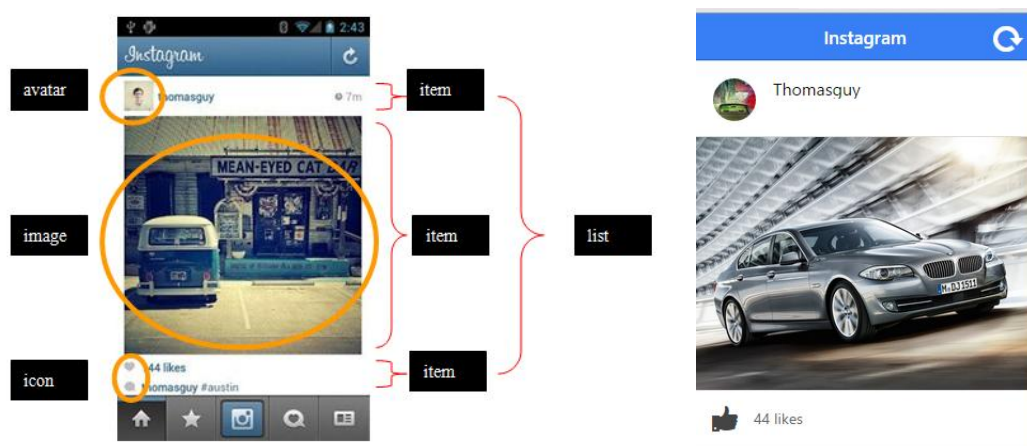 2:43
Instagram
avatar
thomasguy
7m
item
MEAN-EYED CAT BAR
image
item
list
44 likes
thomasguy #austin
icon
item
Instagram
Thomasguy
M·DJ 1511
44 likes